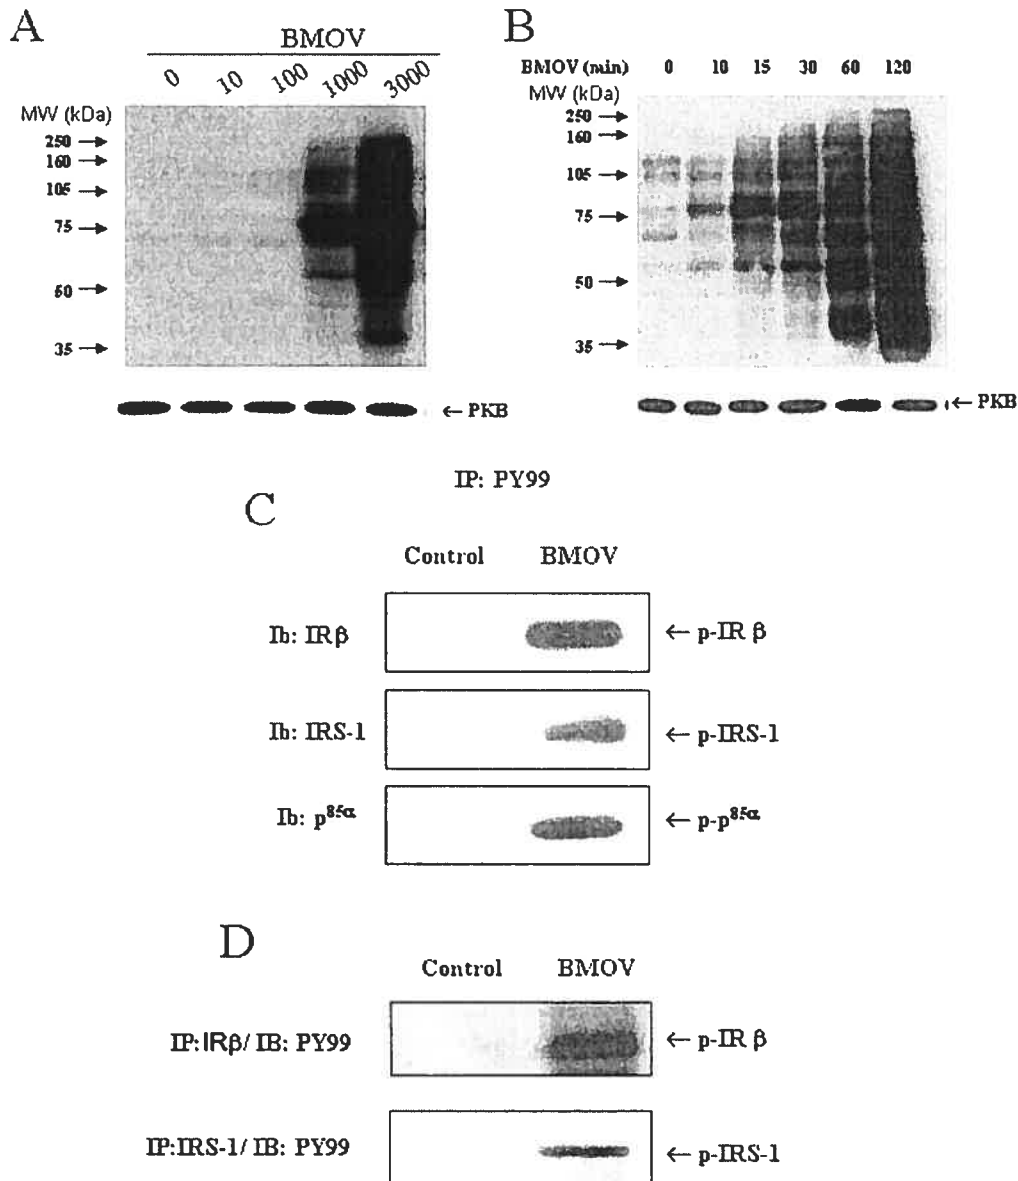 A
BMOV
0 10 100 1000 3000
MW (kDa)
250
160
105
75
50
35
← PKB
B
BMOV (min) 0 10 15 30 60 120
MW (kDa)
250
160
105
75
50
35
← PKB
IP: PY99
C
Control BMOV
Ib: IRβ ← p-IR β
Ib: IRS-1 ← p-IRS-1
Ib: p85α ← p-p85α
D
Control BMOV
IP:IRβ/ IB: PY99 ← p-IR β
IP:IRS-1/ IB: PY99 ← p-IRS-1